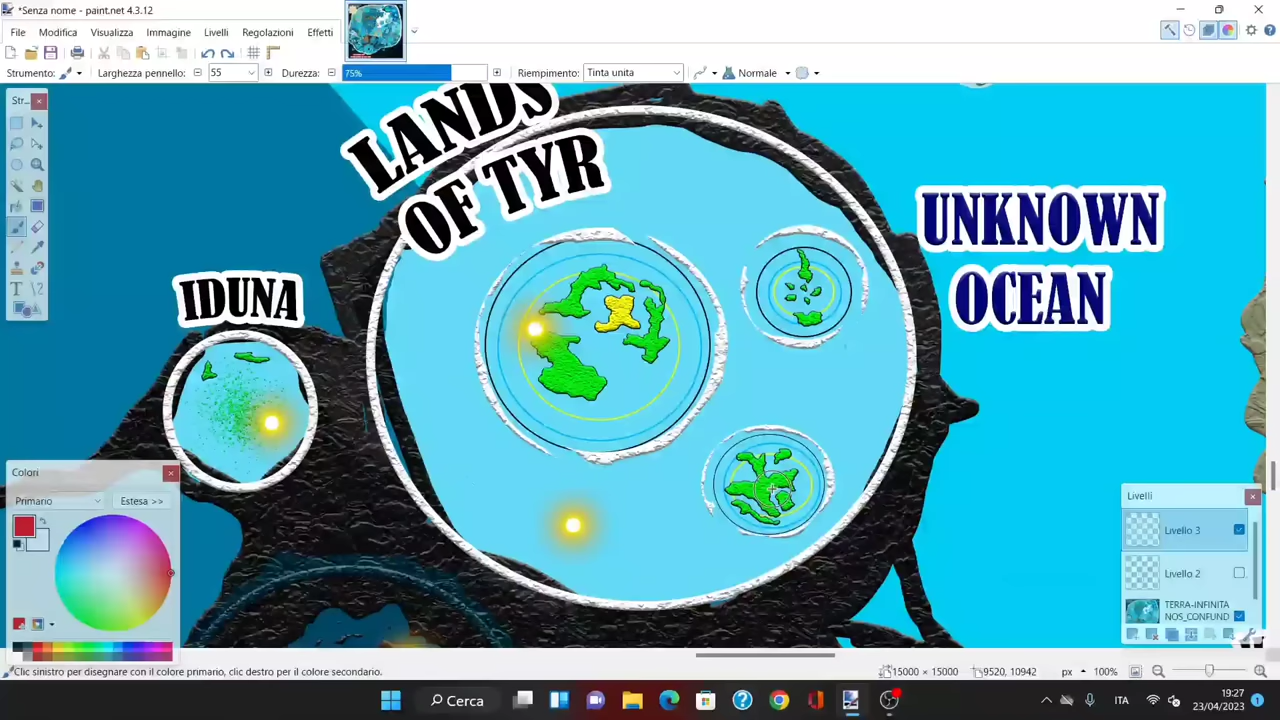 *Senza nome - paint.net 4.3.12
File Modifica Visualizza Immagine Livelli Regolazioni Effetti
Strumento: Larghezza pennello: 55 Durezza: 75% Riempimento: Tinta unita Normale
Str...
LANDS
OF TYR
UNKNOWN
OCEAN
IDUNA
Colori
Primario Estesa >>
Livelli
Livello 3
Livello 2
TERRA-INFINITA
NOS_CONFUND
Clic sinistro per disegnare con il colore primario, clic destro per il colore secondario.
15000 × 15000 9520, 10942 px 100%
Cerca
ITA
19:27
23/04/2023